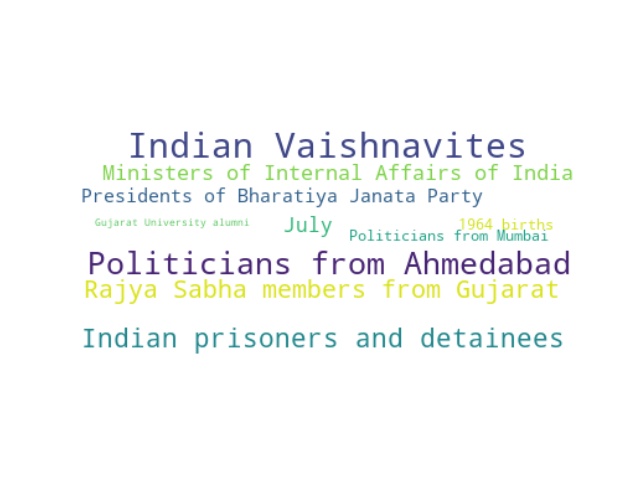 Indian Vaishnavites
Ministers of Internal Affairs of India
Presidents of Bharatiya Janata Party
Gujarat University alumni
July
1964 births
Politicians from Mumbai
Politicians from Ahmedabad
Rajya Sabha members from Gujarat
Indian prisoners and detainees